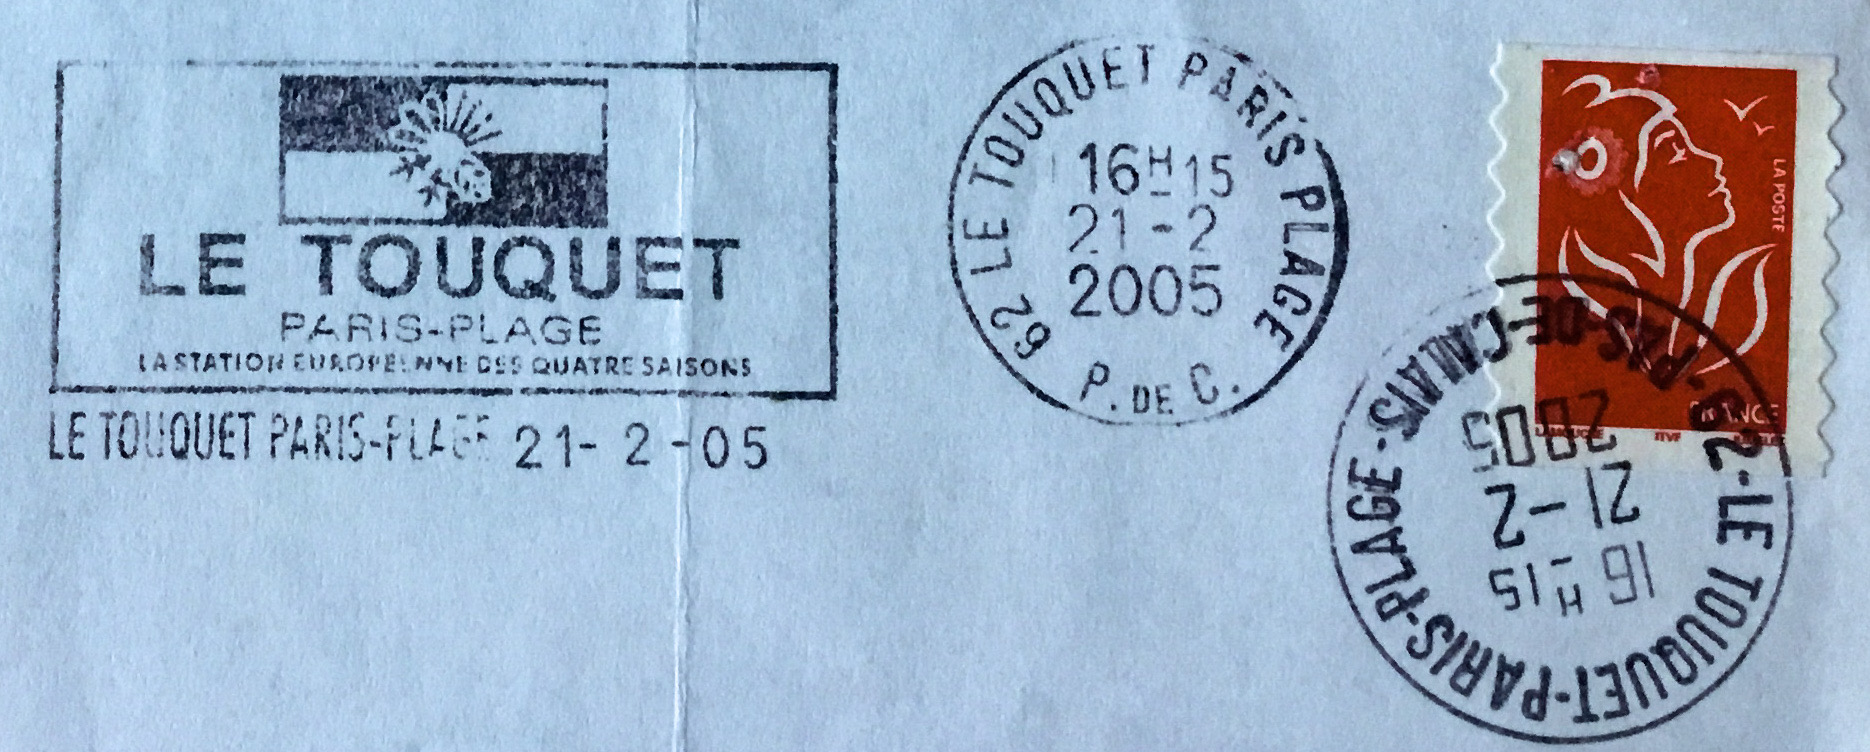 LE TOUQUET
PARIS-PLAGE
LA STATION EUROPÉENNE DES QUATRE SAISONS
LE TOUQUET PARIS-PLAGE 21- 2 -05
62 LE TOUQUET PARIS PLAGE
16H15
21-2
2005
P. DE C.
LA POSTE
FRANCE
62-LE TOUQUET-PARIS-PLAGE-
PAS-DE-CALAIS
16H15
21-2
2005